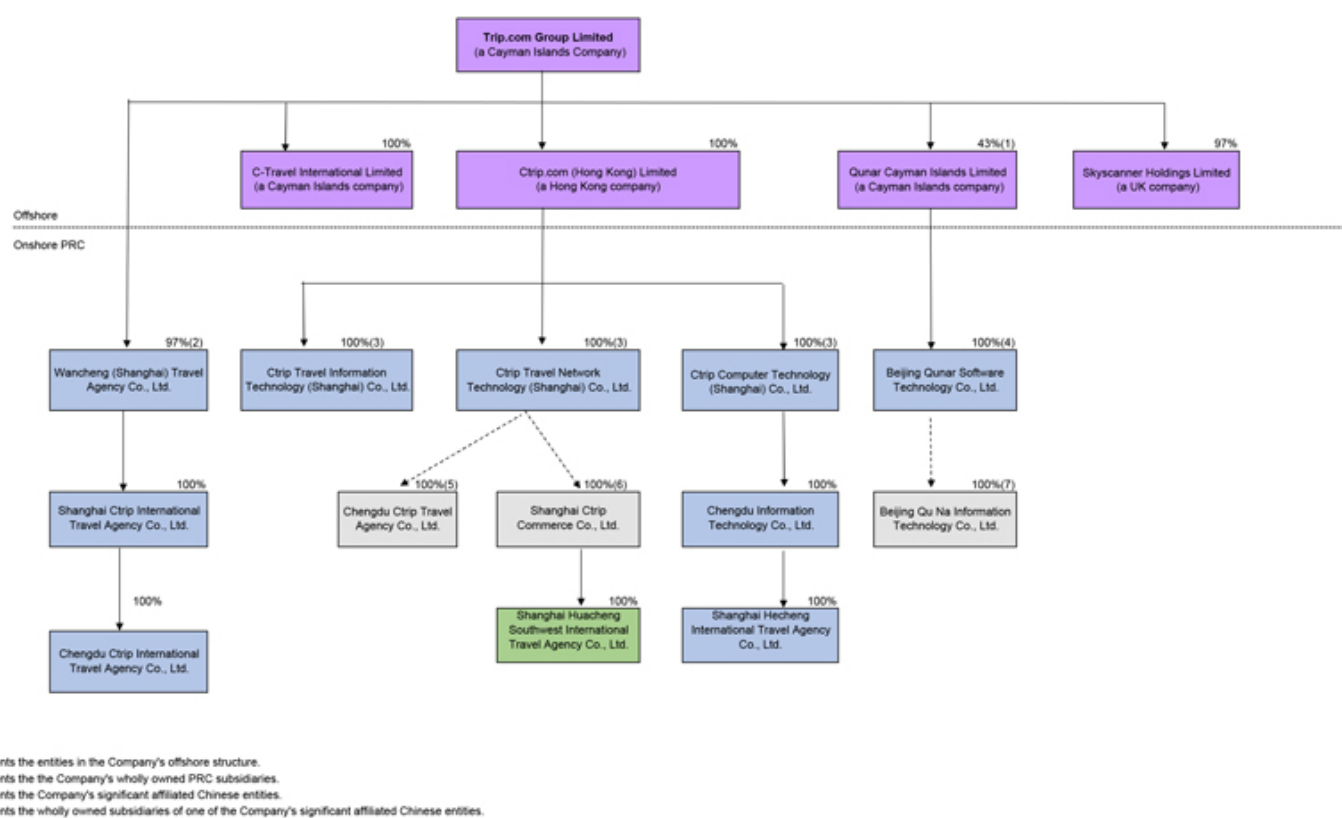 Trip.com Group Limited
(a Cayman Islands Company)
100%
C-Travel International Limited
(a Cayman Islands company)
100%
Ctrip.com (Hong Kong) Limited
(a Hong Kong company)
43%(1)
Qunar Cayman Islands Limited
(a Cayman Islands company)
97%
Skyscanner Holdings Limited
(a UK company)
Offshore
Onshore PRC
97%(2)
Wancheng (Shanghai) Travel
Agency Co., Ltd.
100%(3)
Ctrip Travel Information
Technology (Shanghai) Co., Ltd.
100%(3)
Ctrip Travel Network
Technology (Shanghai) Co., Ltd.
100%(3)
Ctrip Computer Technology
(Shanghai) Co., Ltd.
100%(4)
Beijing Qunar Software
Technology Co., Ltd.
100%
Shanghai Ctrip International
Travel Agency Co., Ltd.
100%(5)
Chengdu Ctrip Travel
Agency Co., Ltd.
100%(6)
Shanghai Ctrip
Commerce Co., Ltd.
100%
Chengdu Information
Technology Co., Ltd.
100%(7)
Beijing Qu Na Information
Technology Co., Ltd.
100%
Chengdu Ctrip International
Travel Agency Co., Ltd.
100%
Shanghai Huacheng
Southwest International
Travel Agency Co., Ltd.
100%
Shanghai Hecheng
International Travel Agency
Co., Ltd.
nts the entities in the Company's offshore structure.
nts the the Company's wholly owned PRC subsidiaries.
nts the Company's significant affiliated Chinese entities.
nts the wholly owned subsidiaries of one of the Company's significant affiliated Chinese entities.